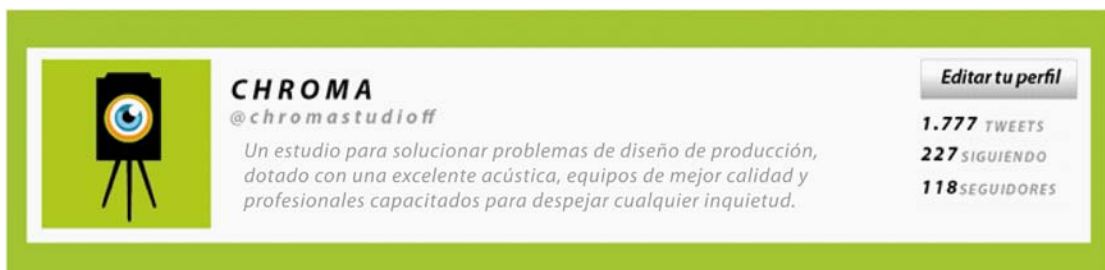 CHROMA
@chromastudioff
Un estudio para solucionar problemas de diseño de producción,
dotado con una excelente acústica, equipos de mejor calidad y
profesionales capacitados para despejar cualquier inquietud.
Editar tu perfil
1.777 TWEETS
227 SIGUIENDO
118 SEGUIDORES